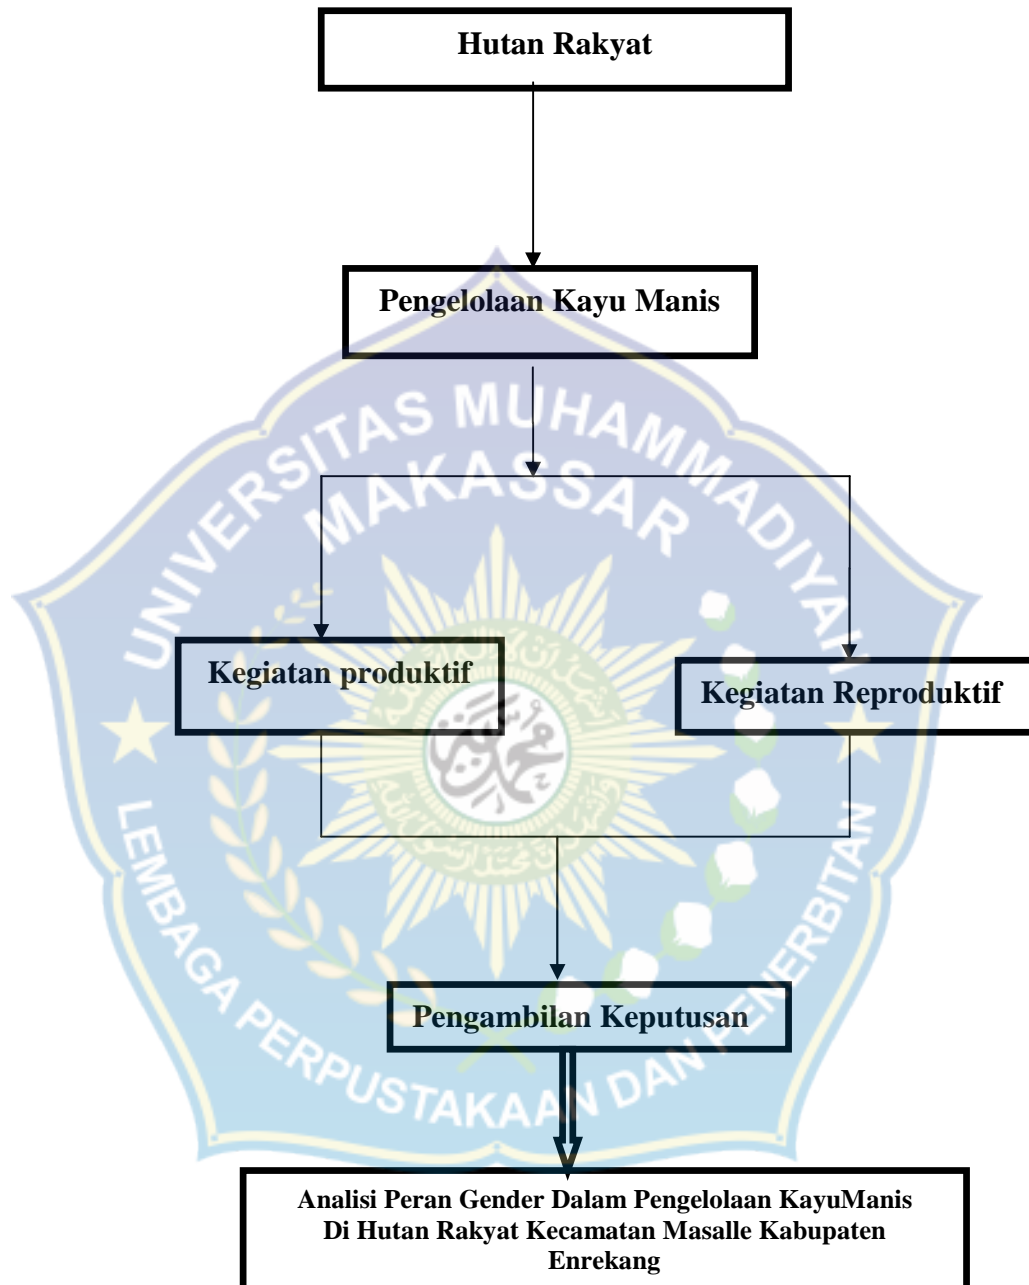 Hutan Rakyat
Pengelolaan Kayu Manis
UNIVERSITAS MUHAMMADIYAH
MAKASSAR
Kegiatan produktif
Kegiatan Reproduktif
LEMBAGA PERPUSTAKAAN DAN PENERBITAN
Pengambilan Keputusan
Analisi Peran Gender Dalam Pengelolaan KayuManis
Di Hutan Rakyat Kecamatan Masalle Kabupaten
Enrekang